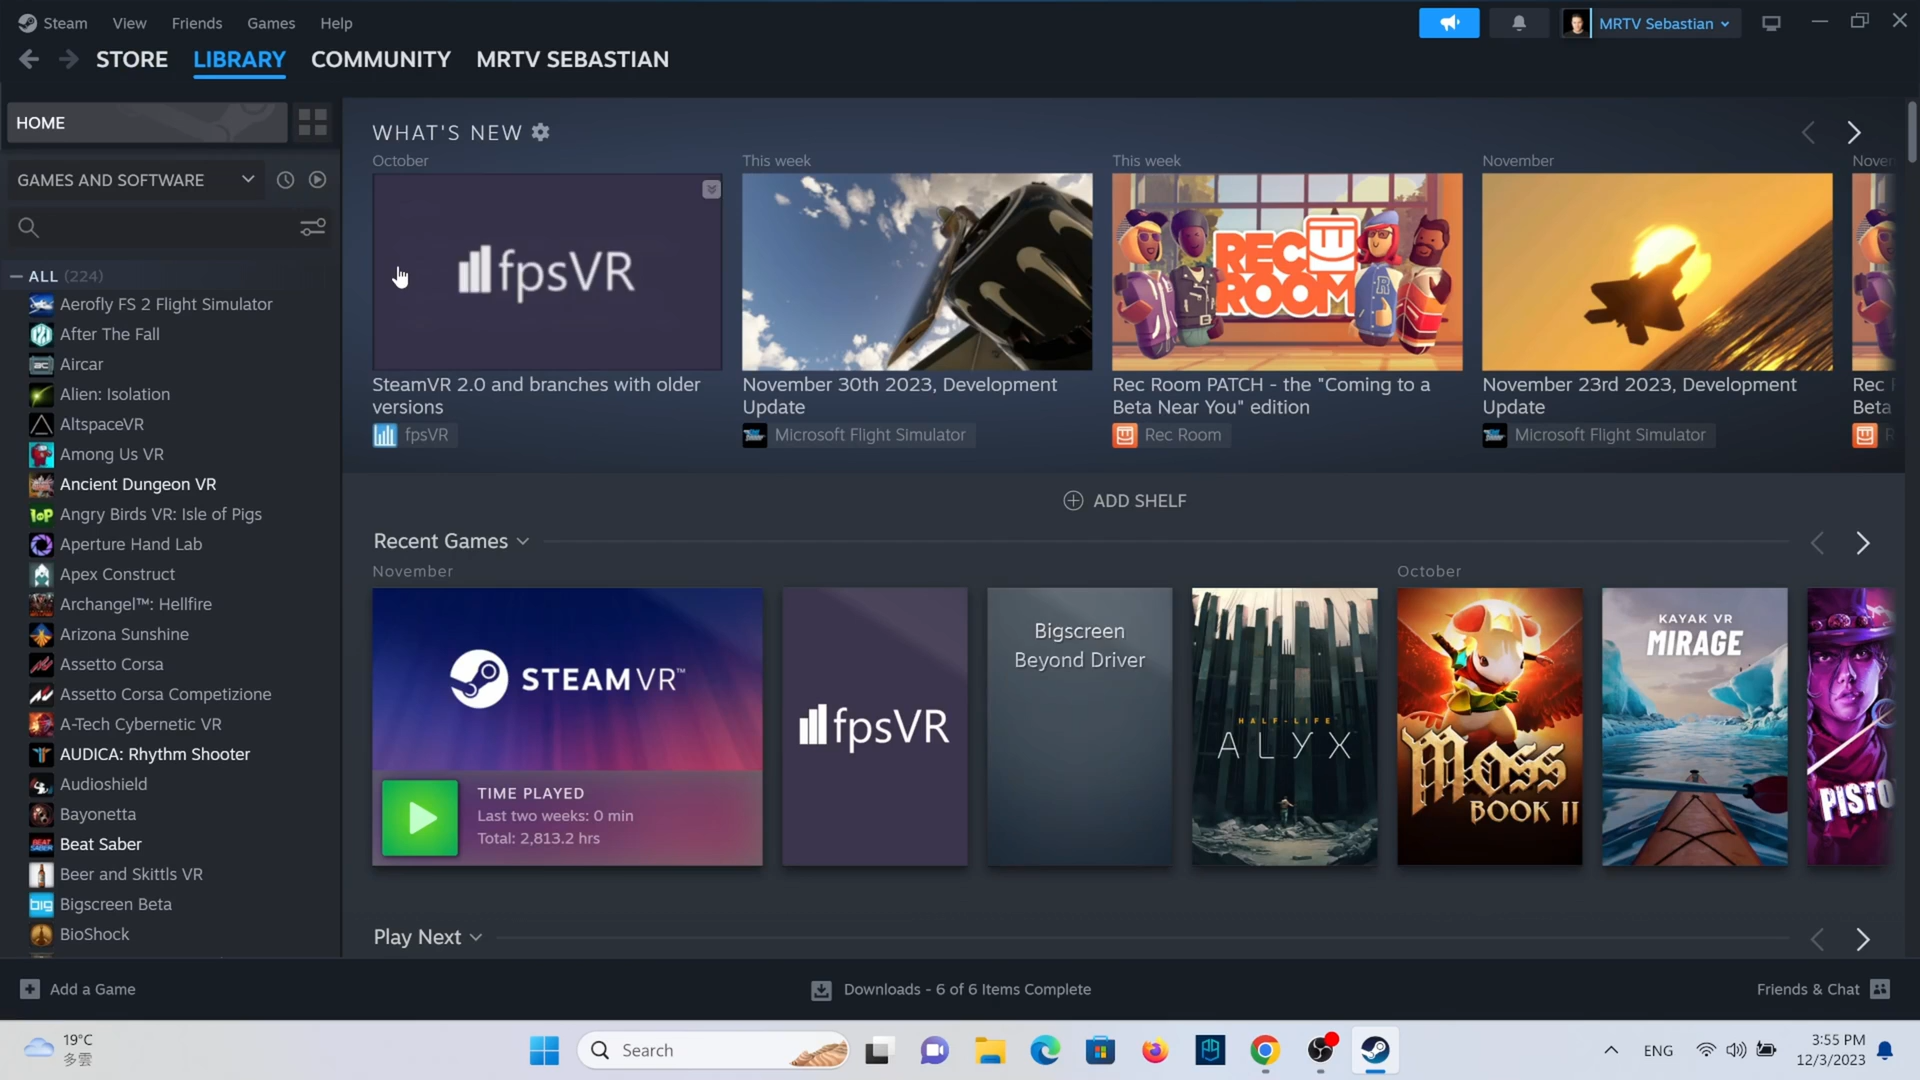 Steam View Friends Games Help
MRTV Sebastian
STORE LIBRARY COMMUNITY MRTV SEBASTIAN
HOME
GAMES AND SOFTWARE
ALL (224)
Aerofly FS 2 Flight Simulator
After The Fall
Aircar
Alien: Isolation
AltspaceVR
Among Us VR
Ancient Dungeon VR
Angry Birds VR: Isle of Pigs
Aperture Hand Lab
Apex Construct
Archangel™: Hellfire
Arizona Sunshine
Assetto Corsa
Assetto Corsa Competizione
A-Tech Cybernetic VR
AUDICA: Rhythm Shooter
Audioshield
Bayonetta
Beat Saber
Beer and Skittls VR
Bigscreen Beta
BioShock
WHAT'S NEW
October
This week
This week
November
fpsVR
REC ROOM
SteamVR 2.0 and branches with older
versions
fpsVR
November 30th 2023, Development
Update
Microsoft Flight Simulator
Rec Room PATCH - the "Coming to a
Beta Near You" edition
Rec Room
November 23rd 2023, Development
Update
Microsoft Flight Simulator
Rec
Beta
ADD SHELF
Recent Games
November
October
STEAMVR™
TIME PLAYED
Last two weeks: 0 min
Total: 2,813.2 hrs
fpsVR
Bigscreen
Beyond Driver
HALF-LIFE
ALYX
MOSS
BOOK II
KAYAK VR
MIRAGE
PISTO
Play Next
Add a Game
Downloads - 6 of 6 Items Complete
Friends & Chat
19°C
多雲
Search
ENG
3:55 PM
12/3/2023